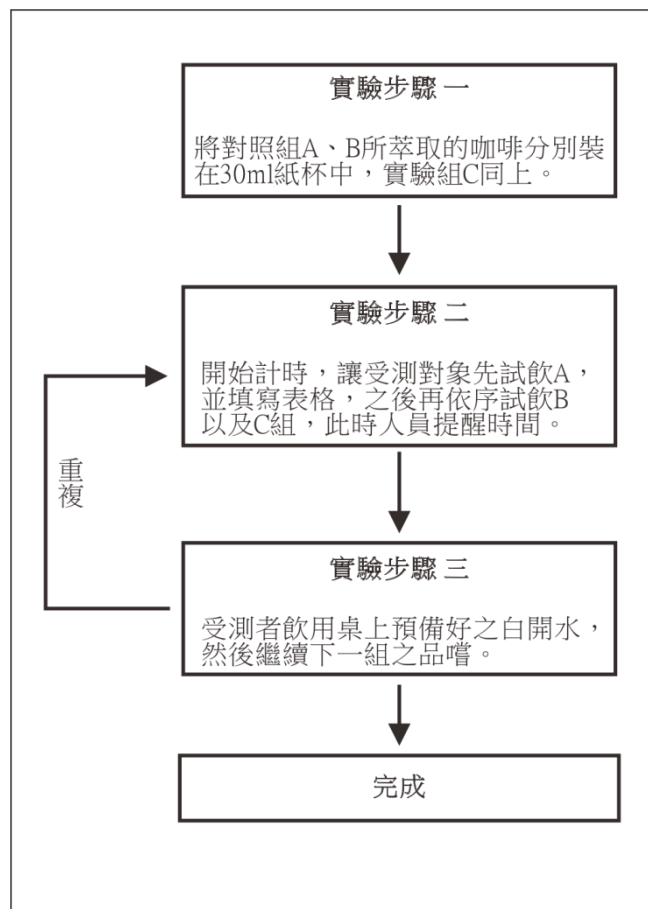 實驗步驟 一
將對照組A、B所萃取的咖啡分別裝
在30ml紙杯中，實驗組C同上。
實驗步驟 二
開始計時，讓受測對象先試飲A，
並填寫表格，之後再依序試飲B
以及C組，此時人員提醒時間。
重複
實驗步驟 三
受測者飲用桌上預備好之白開水，
然後繼續下一組之品嚐。
完成